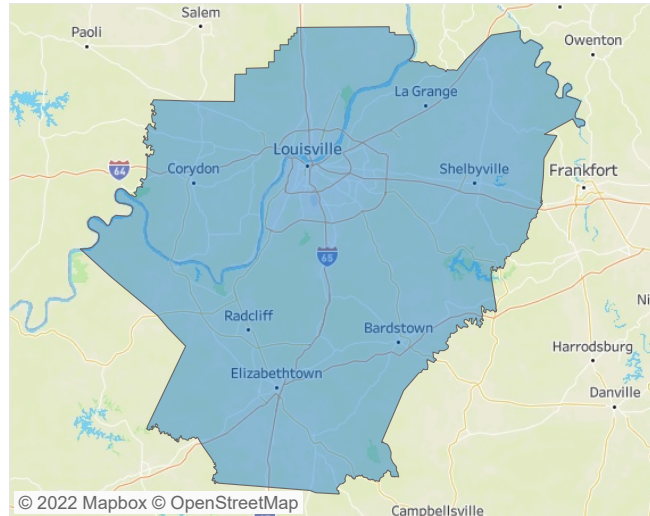 Salem
Paoli
Owenton
La Grange
Louisville
64
Corydon
Shelbyville
Frankfort
65
Radcliff
Bardstown
Harrodsburg
Elizabethtown
Danville
© 2022 Mapbox © OpenStreetMap
Campbellsville